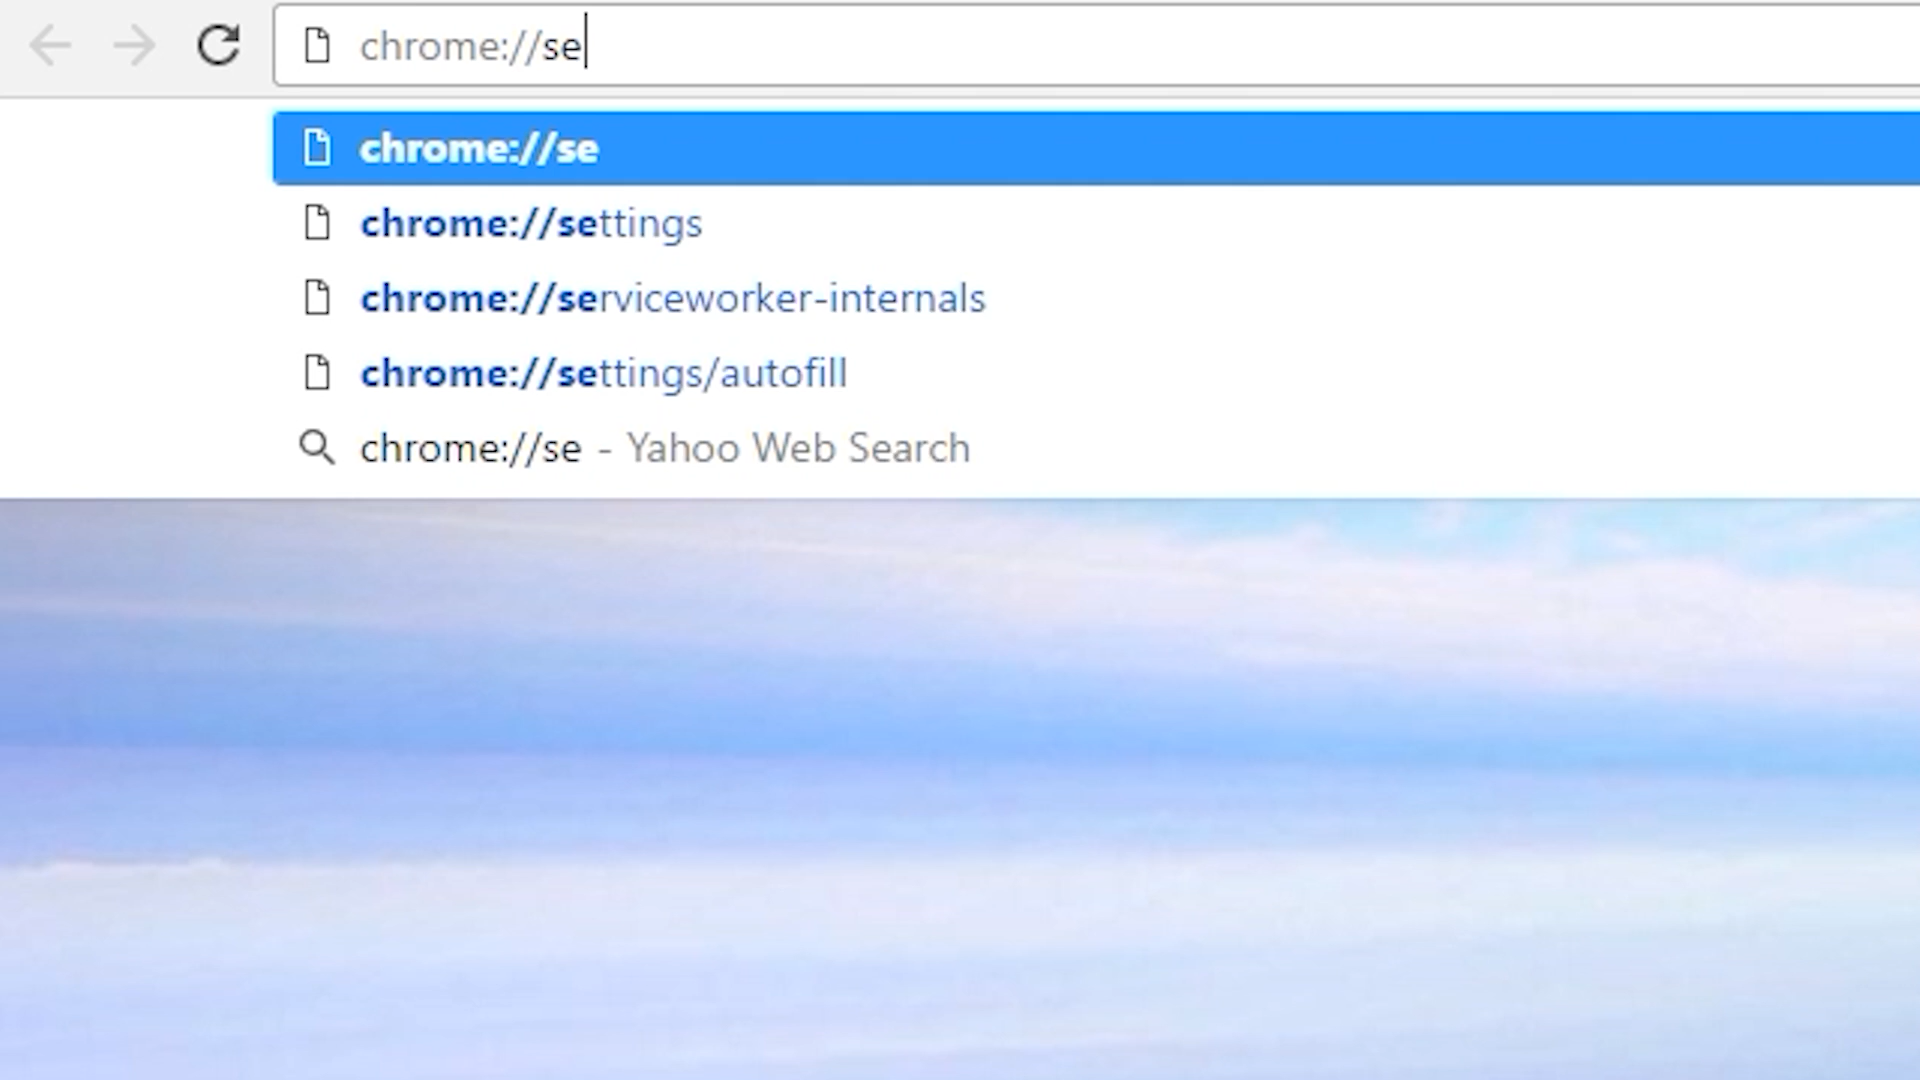 chrome://se
chrome://se
chrome://settings
chrome://serviceworker-internals
chrome://settings/autofill
chrome://se - Yahoo Web Search